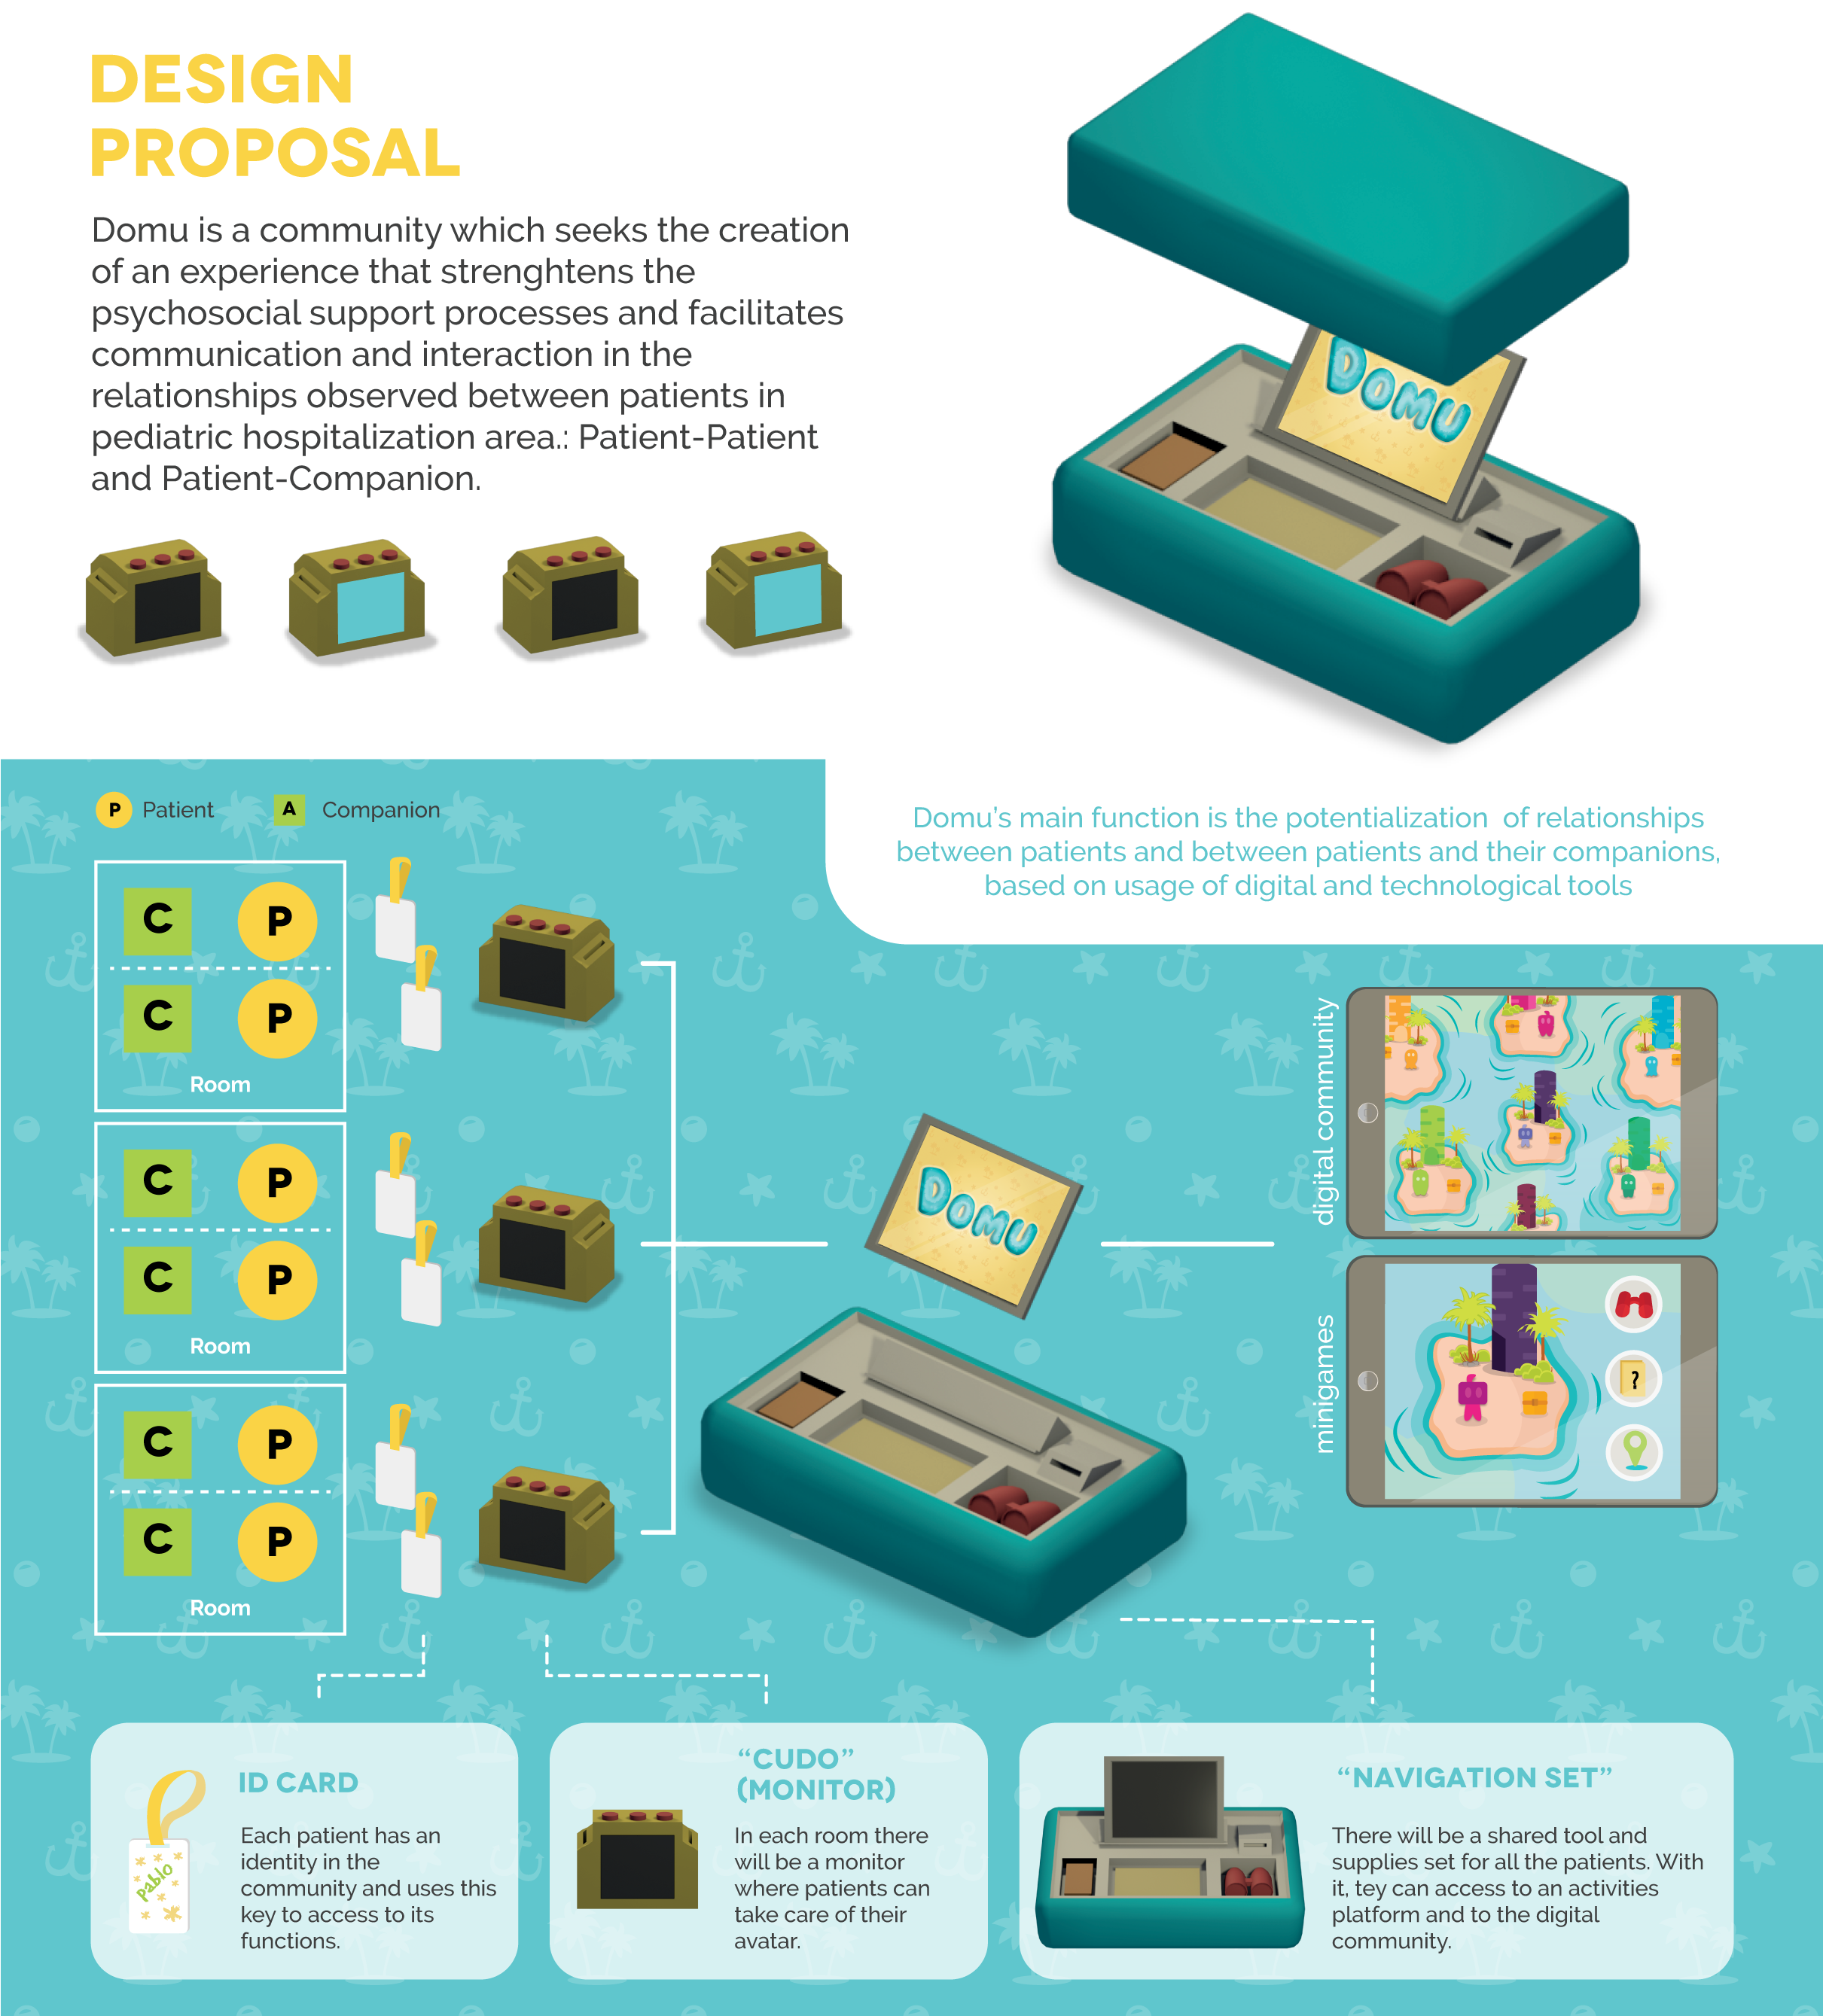 DESIGN
PROPOSAL
Domu is a community which seeks the creation
of an experience that strenghtens the
psychosocial support processes and facilitates
communication and interaction in the
relationships observed between patients in
pediatric hospitalization area.: Patient-Patient
and Patient-Companion.
DOMU
P Patient
A Companion
Domu's main function is the potentialization of relationships
between patients and between patients and their companions,
based on usage of digital and technological tools
C P
C P
Room
C P
C P
Room
C P
C P
Room
DOMU
digital community
minigames
?
ID CARD
Each patient has an
identity in the
community and uses this
key to access to its
functions.
pablo
"CUDO"
(MONITOR)
In each room there
will be a monitor
where patients can
take care of their
avatar.
"NAVIGATION SET"
There will be a shared tool and
supplies set for all the patients. With
it, tey can access to an activities
platform and to the digital
community.